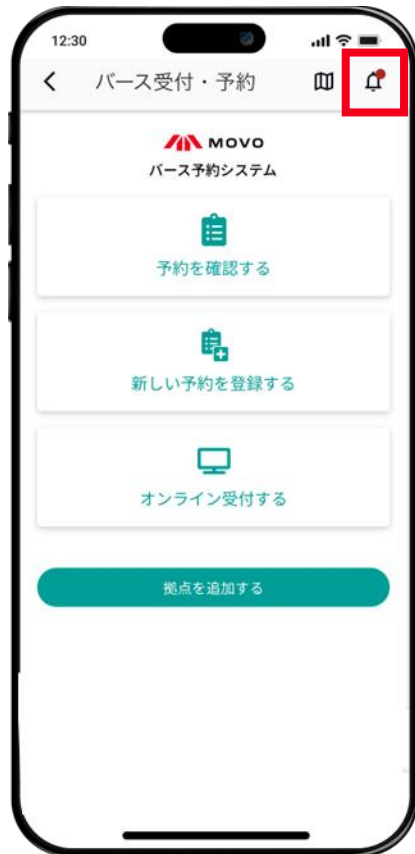 12:30
バース受付・予約
MOVO
バース予約システム
予約を確認する
新しい予約を登録する
オンライン受付する
拠点を追加する